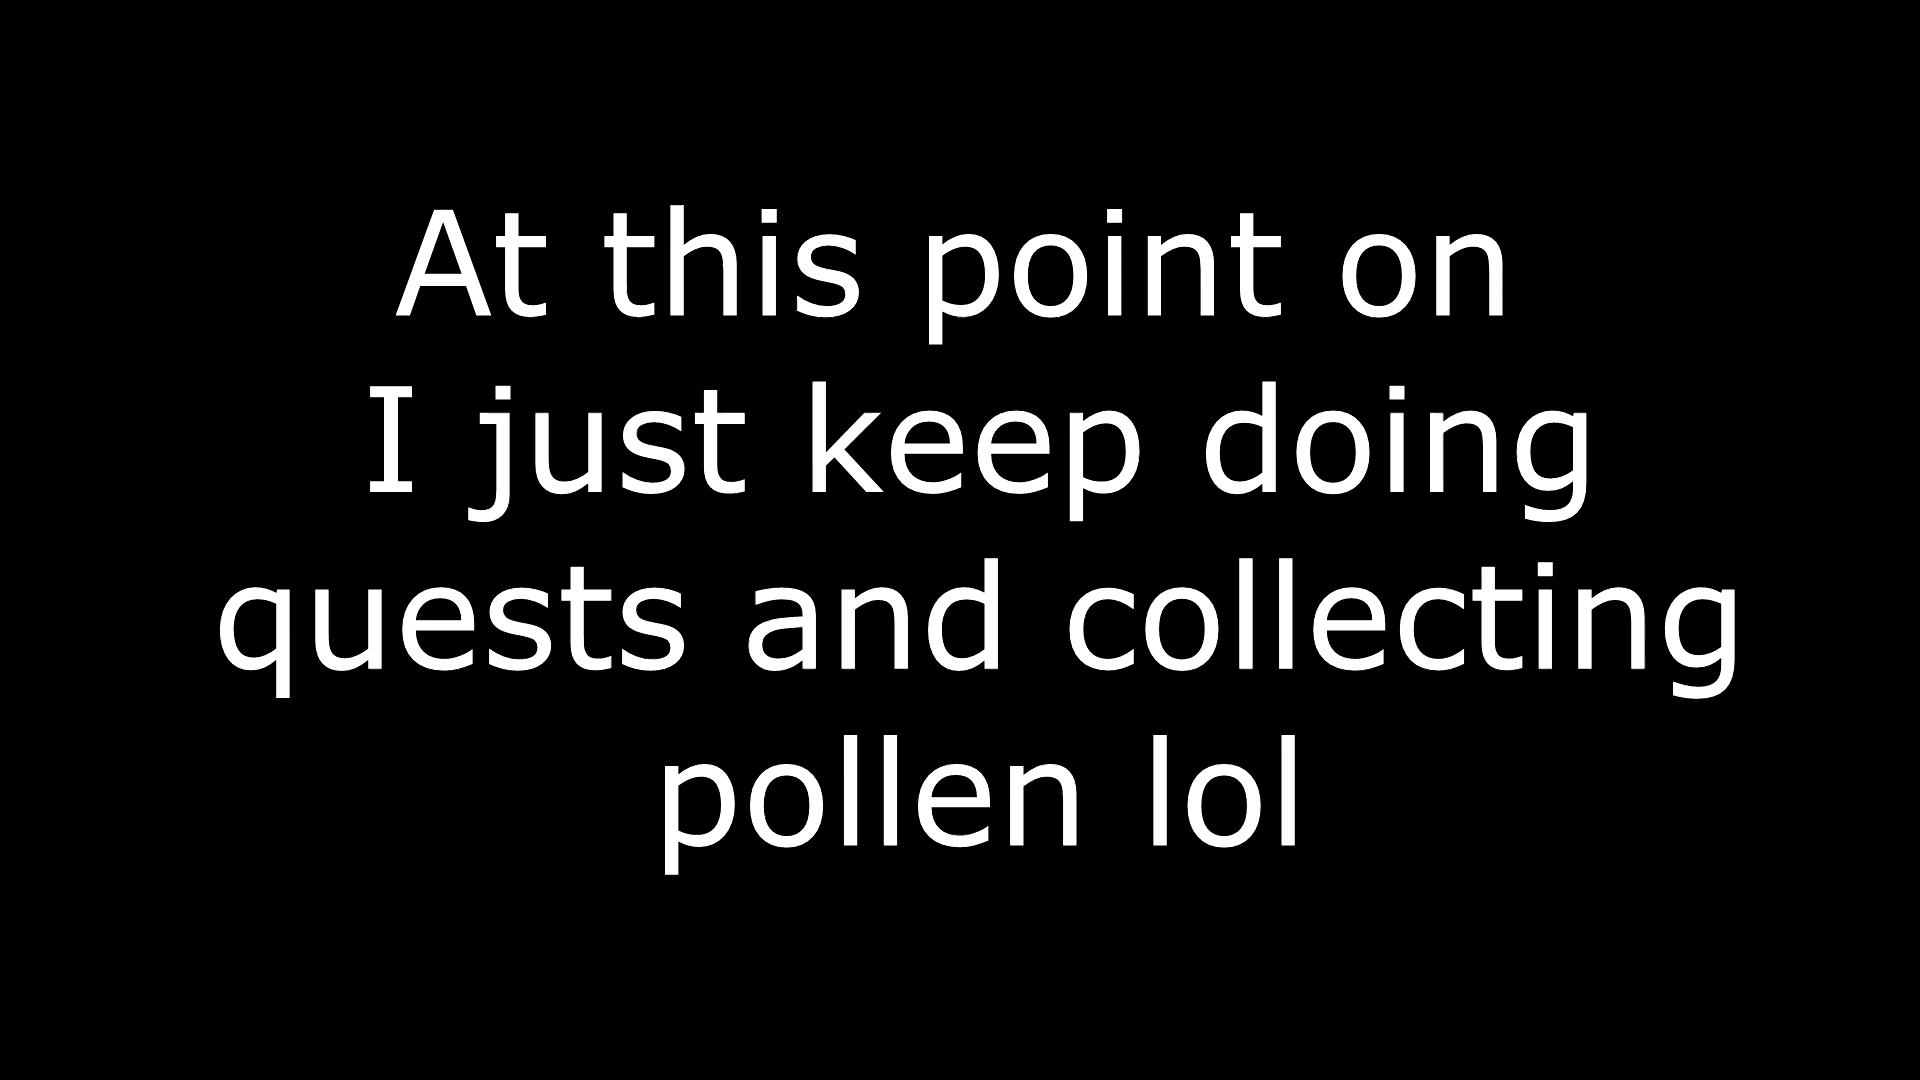 At this point on
I just keep doing
quests and collecting
pollen lol